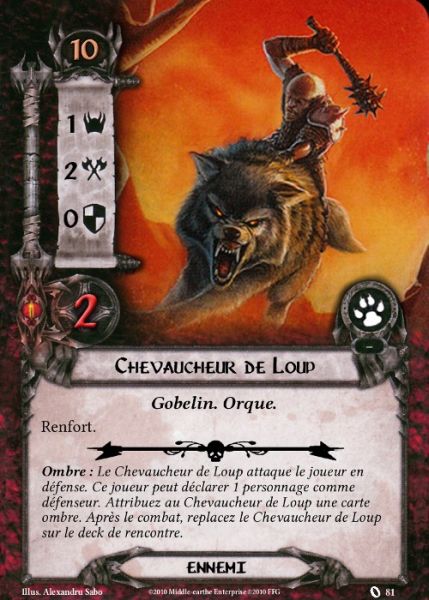 10
1
2
0
2
Chevaucheur de Loup
Gobelin. Orque.
Renfort.
Ombre : Le Chevaucheur de Loup attaque le joueur en
défense. Ce joueur peut déclarer 1 personnage comme
défenseur. Attribuez au Chevaucheur de Loup une carte
ombre. Après le combat, replacez le Chevaucheur de Loup
sur le deck de rencontre.
ENNEMI
Illus. Alexandru Sabo
©2010 Middle-earthe Enterprise ©2010 FFG
81